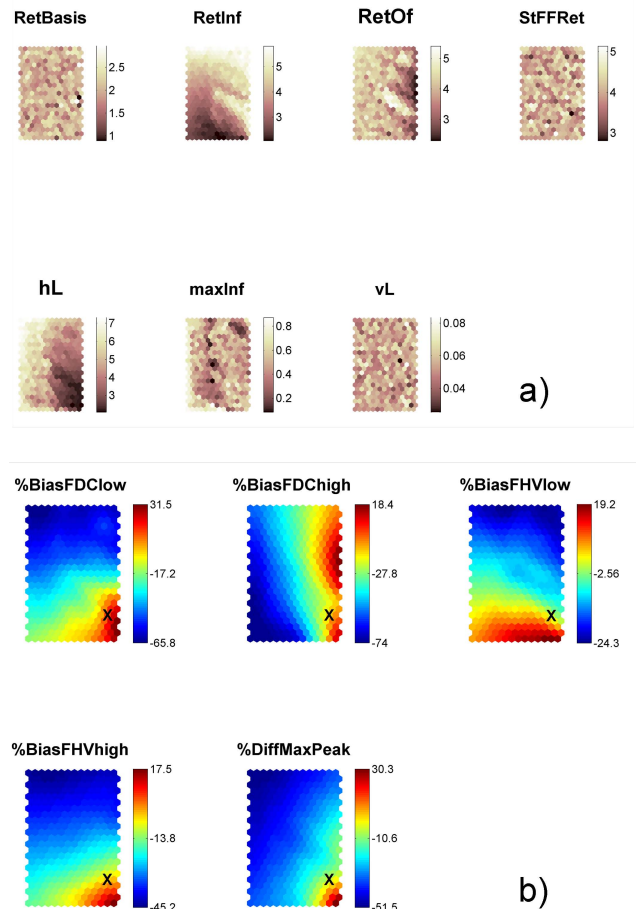 RetBasis RetInf RetOf StFFRet
2.5 5 5 5
2 4 4 4
1.5 3 3 3
1
hL maxInf vL
7 0.8 0.08
6 0.6 0.06
5 0.4 0.04
4 0.2
3
2
a)
%BiasFDClow %BiasFDChigh %BiasFHVlow
31.5 18.4 19.2
-17.2 -27.8 -2.56
X X X
-65.8 -74 -24.3
%BiasFHVhigh %DiffMaxPeak
17.5 30.3
-13.8 -10.6
X X
-45.2 -51.5
b)